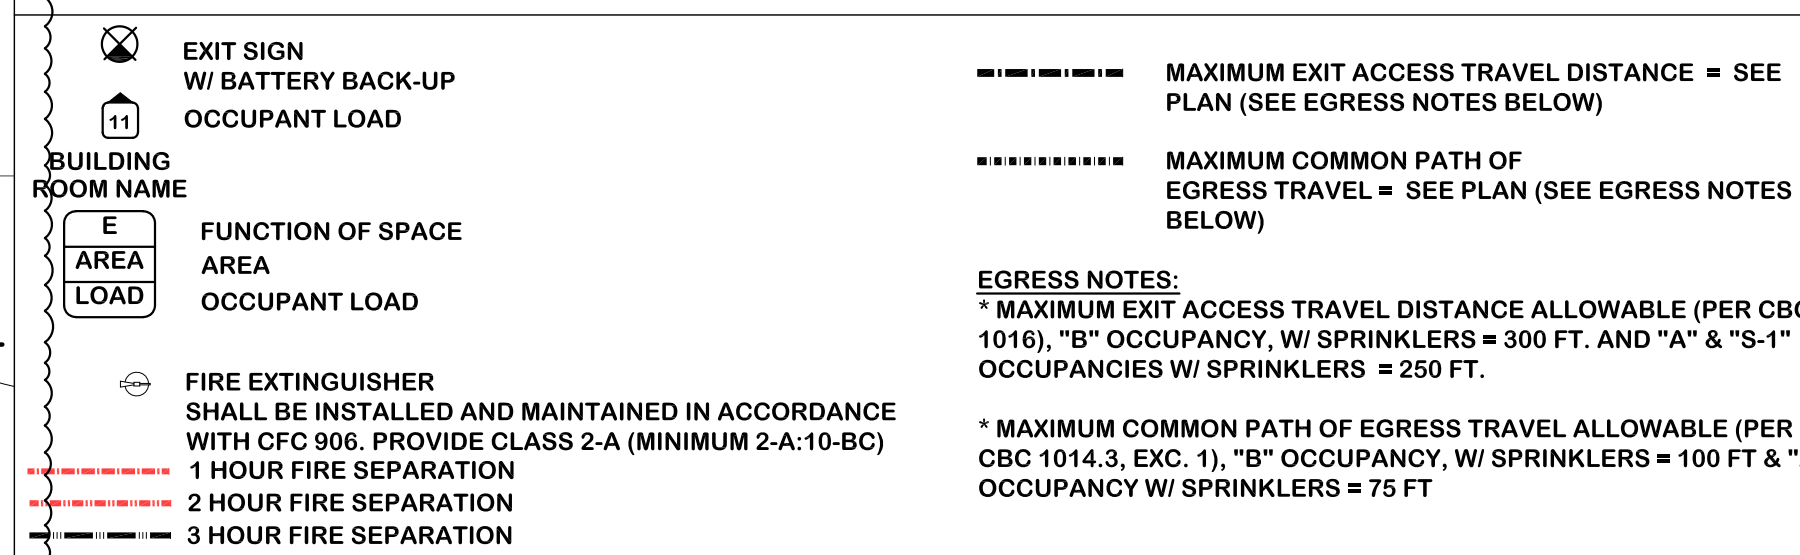 EXIT SIGN
W/ BATTERY BACK-UP
11
OCCUPANT LOAD
BUILDING
ROOM NAME
E
FUNCTION OF SPACE
AREA
AREA
LOAD
OCCUPANT LOAD
FIRE EXTINGUISHER
SHALL BE INSTALLED AND MAINTAINED IN ACCORDANCE
WITH CFC 906. PROVIDE CLASS 2-A (MINIMUM 2-A:10-BC)
1 HOUR FIRE SEPARATION
2 HOUR FIRE SEPARATION
3 HOUR FIRE SEPARATION
MAXIMUM EXIT ACCESS TRAVEL DISTANCE = SEE
PLAN (SEE EGRESS NOTES BELOW)
MAXIMUM COMMON PATH OF
EGRESS TRAVEL = SEE PLAN (SEE EGRESS NOTES
BELOW)
EGRESS NOTES:
* MAXIMUM EXIT ACCESS TRAVEL DISTANCE ALLOWABLE (PER CBC
1016), "B" OCCUPANCY, W/ SPRINKLERS = 300 FT. AND "A" & "S-1"
OCCUPANCIES W/ SPRINKLERS = 250 FT.
* MAXIMUM COMMON PATH OF EGRESS TRAVEL ALLOWABLE (PER
CBC 1014.3, EXC. 1), "B" OCCUPANCY, W/ SPRINKLERS = 100 FT & "
OCCUPANCY W/ SPRINKLERS = 75 FT